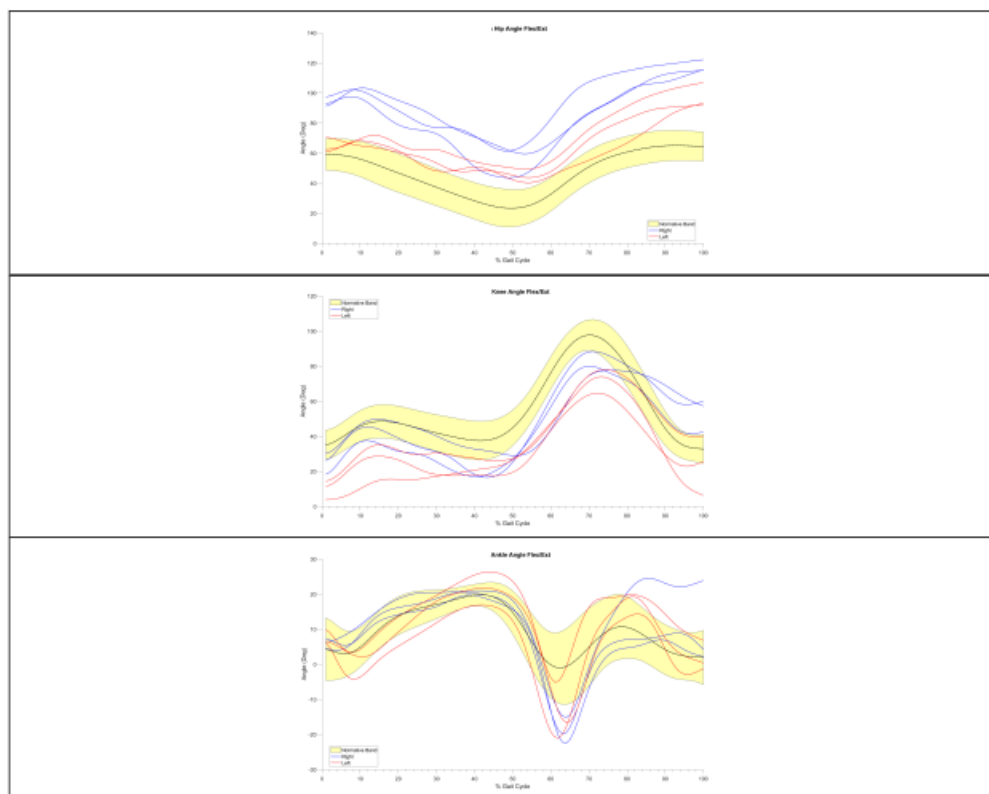 : Hip Angle Flex/Ext
140
120
100
80
60
40
20
0
Angle (Deg)
0 10 20 30 40 50 60 70 80 90 100
% Gait Cycle
Normative Band
Right
Left
Knee Angle Flex/Ext
120
100
80
60
40
20
0
Angle (Deg)
0 10 20 30 40 50 60 70 80 90 100
% Gait Cycle
Normative Band
Right
Left
Ankle Angle Flex/Ext
30
20
10
0
-10
-20
-30
Angle (Deg)
0 10 20 30 40 50 60 70 80 90 100
% Gait Cycle
Normative Band
Right
Left